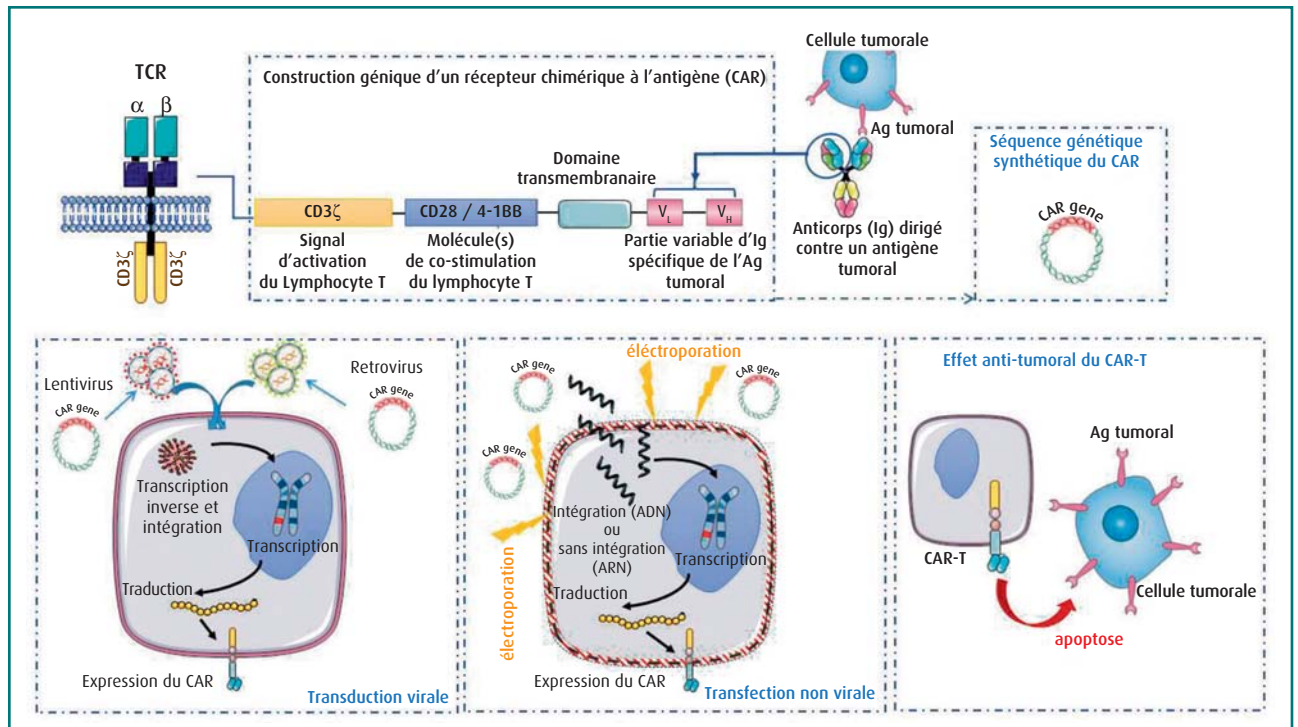 TCR
α β
CD3ζ
CD3ζ
Construction génique d'un récepteur chimérique à l'antigène (CAR)
CD3ζ
Signal
d'activation
du Lymphocyte T
CD28 / 4-1BB
Molécule(s)
de co-stimulation
du lymphocyte T
Domaine
transmembranaire
VL
VH
Partie variable d'Ig
spécifique de l'Ag
tumoral
Cellule tumorale
Ag tumoral
Anticorps (Ig) dirigé
contre un antigène
tumoral
Séquence génétique
synthétique du CAR
CAR gene
Lentivirus
CAR gene
Retrovirus
CAR gene
Transcription
inverse et
intégration
Transcription
Traduction
Expression du CAR
Transduction virale
éléctroporation
CAR gene
CAR gene
CAR gene
Intégration (ADN)
ou
sans intégration
(ARN)
Transcription
Traduction
électroporation
Expression du CAR
Transfection non virale
Effet anti-tumoral du CAR-T
Ag tumoral
CAR-T
Cellule tumorale
apoptose